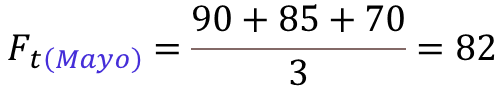 F_t(Mayo) = (90 + 85 + 70) / 3 = 82